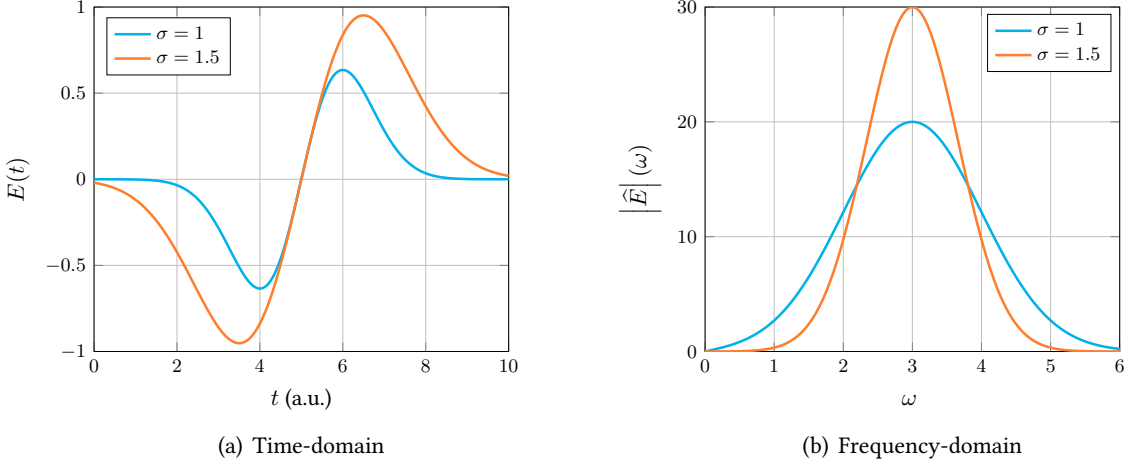 1
0.5
0
−0.5
−1
E(t)
σ = 1
σ = 1.5
0 2 4 6 8 10
t (a.u.)
(a) Time-domain
30
20
10
0
|Ê| (ω)
σ = 1
σ = 1.5
0 1 2 3 4 5 6
ω
(b) Frequency-domain